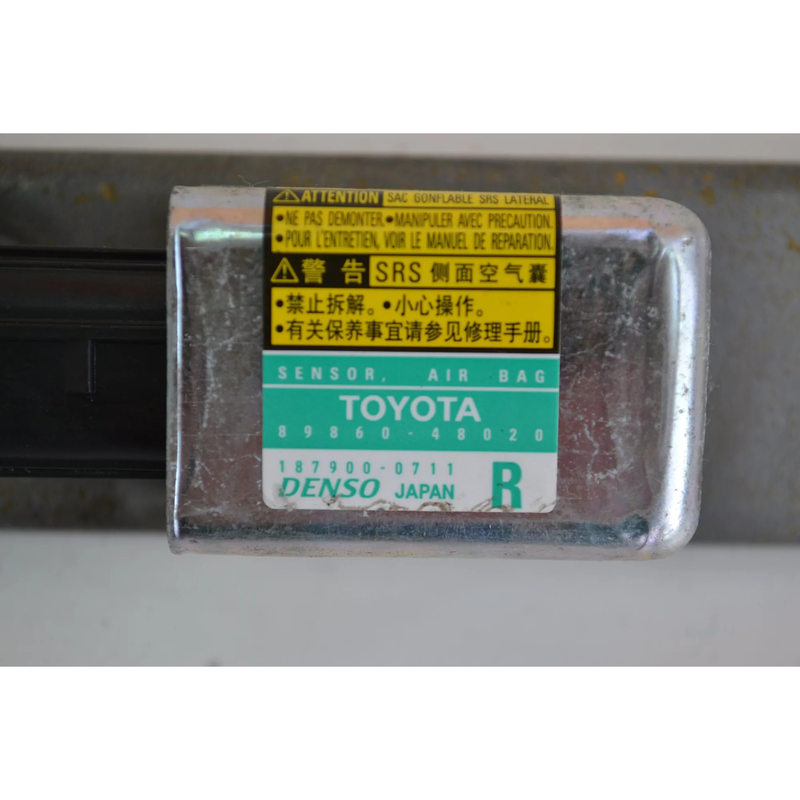 ⚠ATTENTION SAC GONFLABLE SRS LATERAL
•NE PAS DEMONTER. •MANIPULER AVEC PRECAUTION.
•POUR L'ENTRETIEN, VOIR LE MANUEL DE REPARATION.
⚠警告 SRS 侧面空气囊
•禁止拆解。•小心操作。
•有关保养事宜请参见修理手册。
SENSOR, AIR BAG
TOYOTA
89860-48020
187900-0711
DENSO JAPAN R